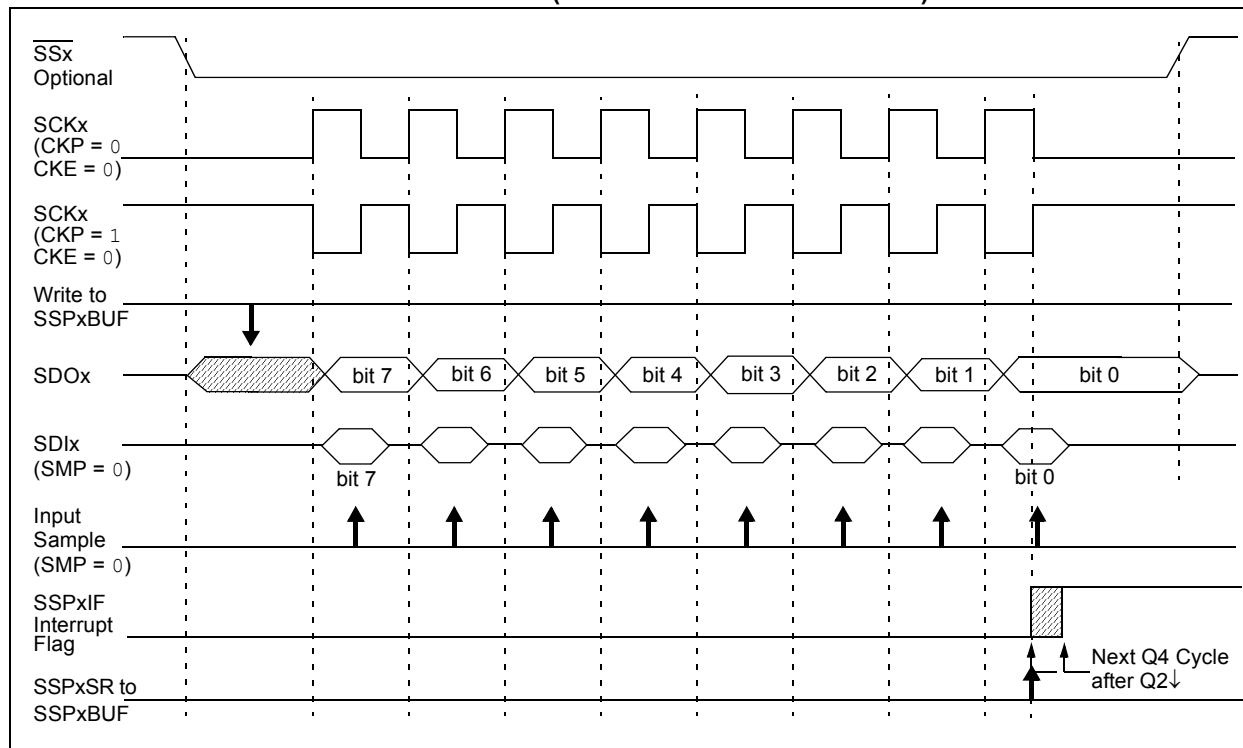 SSx
Optional
SCKx
(CKP = 0
CKE = 0)
SCKx
(CKP = 1
CKE = 0)
Write to
SSPxBUF
SDOx
bit 7 bit 6 bit 5 bit 4 bit 3 bit 2 bit 1 bit 0
SDIx
(SMP = 0)
bit 7 bit 0
Input
Sample
(SMP = 0)
SSPxIF
Interrupt
Flag
Next Q4 Cycle
after Q2↓
SSPxSR to
SSPxBUF